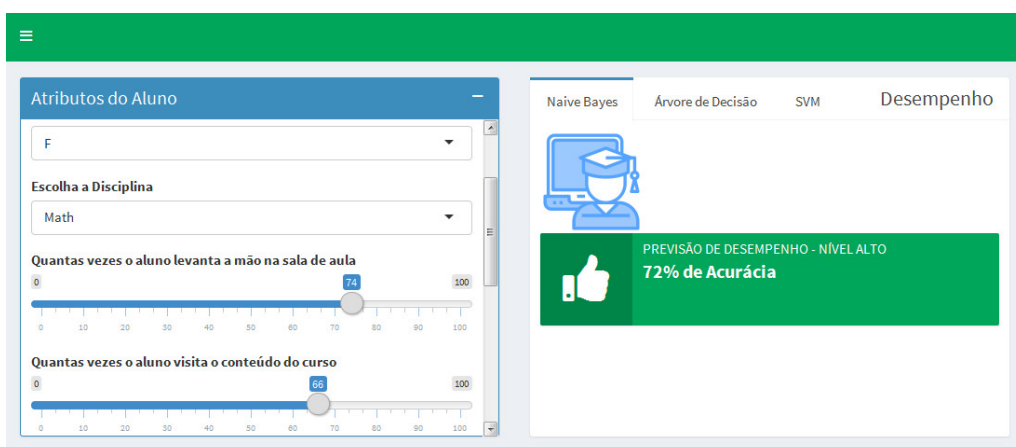 Atributos do Aluno
F
Escolha a Disciplina
Math
Quantas vezes o aluno levanta a mão na sala de aula
0 74 100
0 10 20 30 40 50 60 70 80 90 100
Quantas vezes o aluno visita o conteúdo do curso
0 66 100
0 10 20 30 40 50 60 70 80 90 100
Naive Bayes Árvore de Decisão SVM Desempenho
PREVISÃO DE DESEMPENHO - NÍVEL ALTO
72% de Acurácia